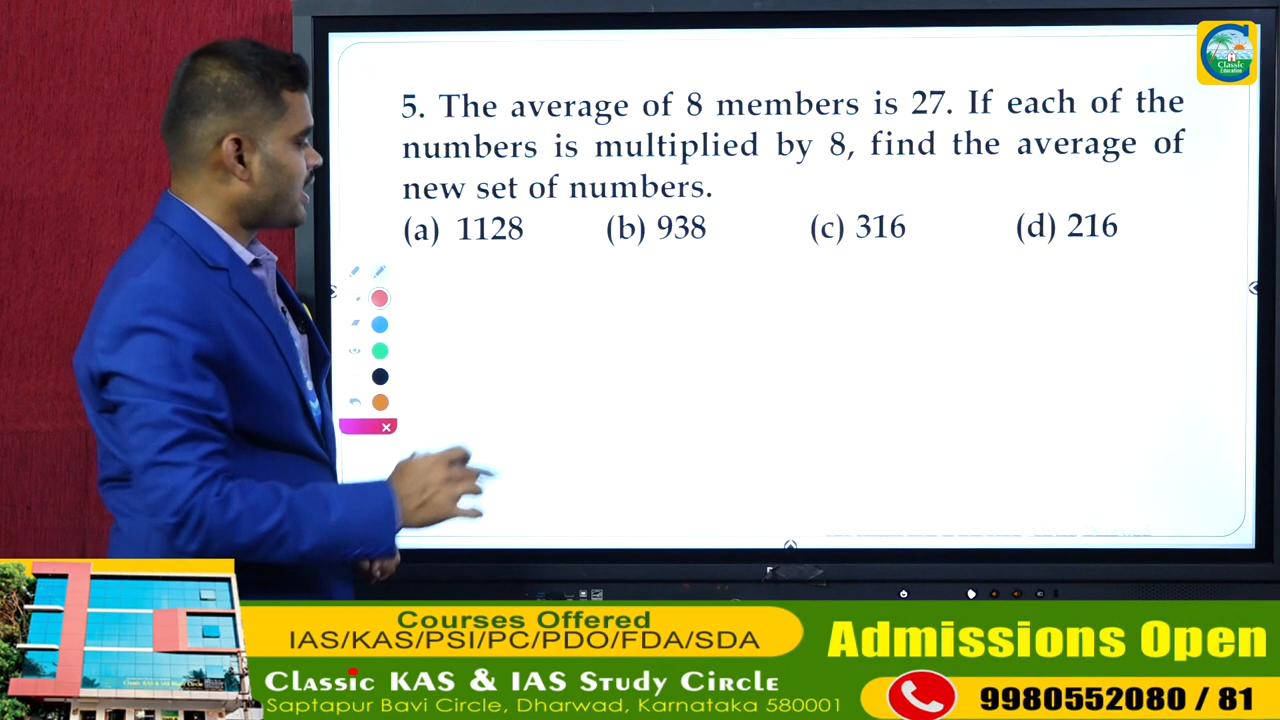 Classic
Education
5. The average of 8 members is 27. If each of the
numbers is multiplied by 8, find the average of
new set of numbers.
(a) 1128 (b) 938 (c) 316 (d) 216
Courses Offered
IAS/KAS/PSI/PC/PDO/FDA/SDA
Classic KAS & IAS Study Circle
Saptapur Bavi Circle, Dharwad, Karnataka 580001
Admissions Open
9980552080 / 81